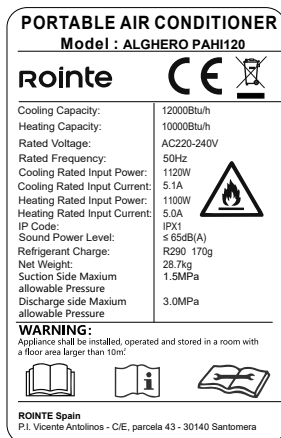 PORTABLE AIR CONDITIONER
Model : ALGHERO PAHI120
Rointe CE
Cooling Capacity: 12000Btu/h
Heating Capacity: 10000Btu/h
Rated Voltage: AC220-240V
Rated Frequency: 50Hz
Cooling Rated Input Power: 1120W
Cooling Rated Input Current: 5.1A
Heating Rated Input Power: 1100W
Heating Rated Input Current: 5.0A
IP Code: IPX1
Sound Power Level: ≤ 65dB(A)
Refrigerant Charge: R290 170g
Net Weight: 28.7kg
Suction Side Maxium 1.5MPa
allowable Pressure
Discharge side Maxium 3.0MPa
allowable Pressure
WARNING:
Appliance shall be installed, operated and stored in a room with
a floor area larger than 10m²
i
ROINTE Spain
P.I. Vicente Antolinos - C/E, parcela 43 - 30140 Santomera